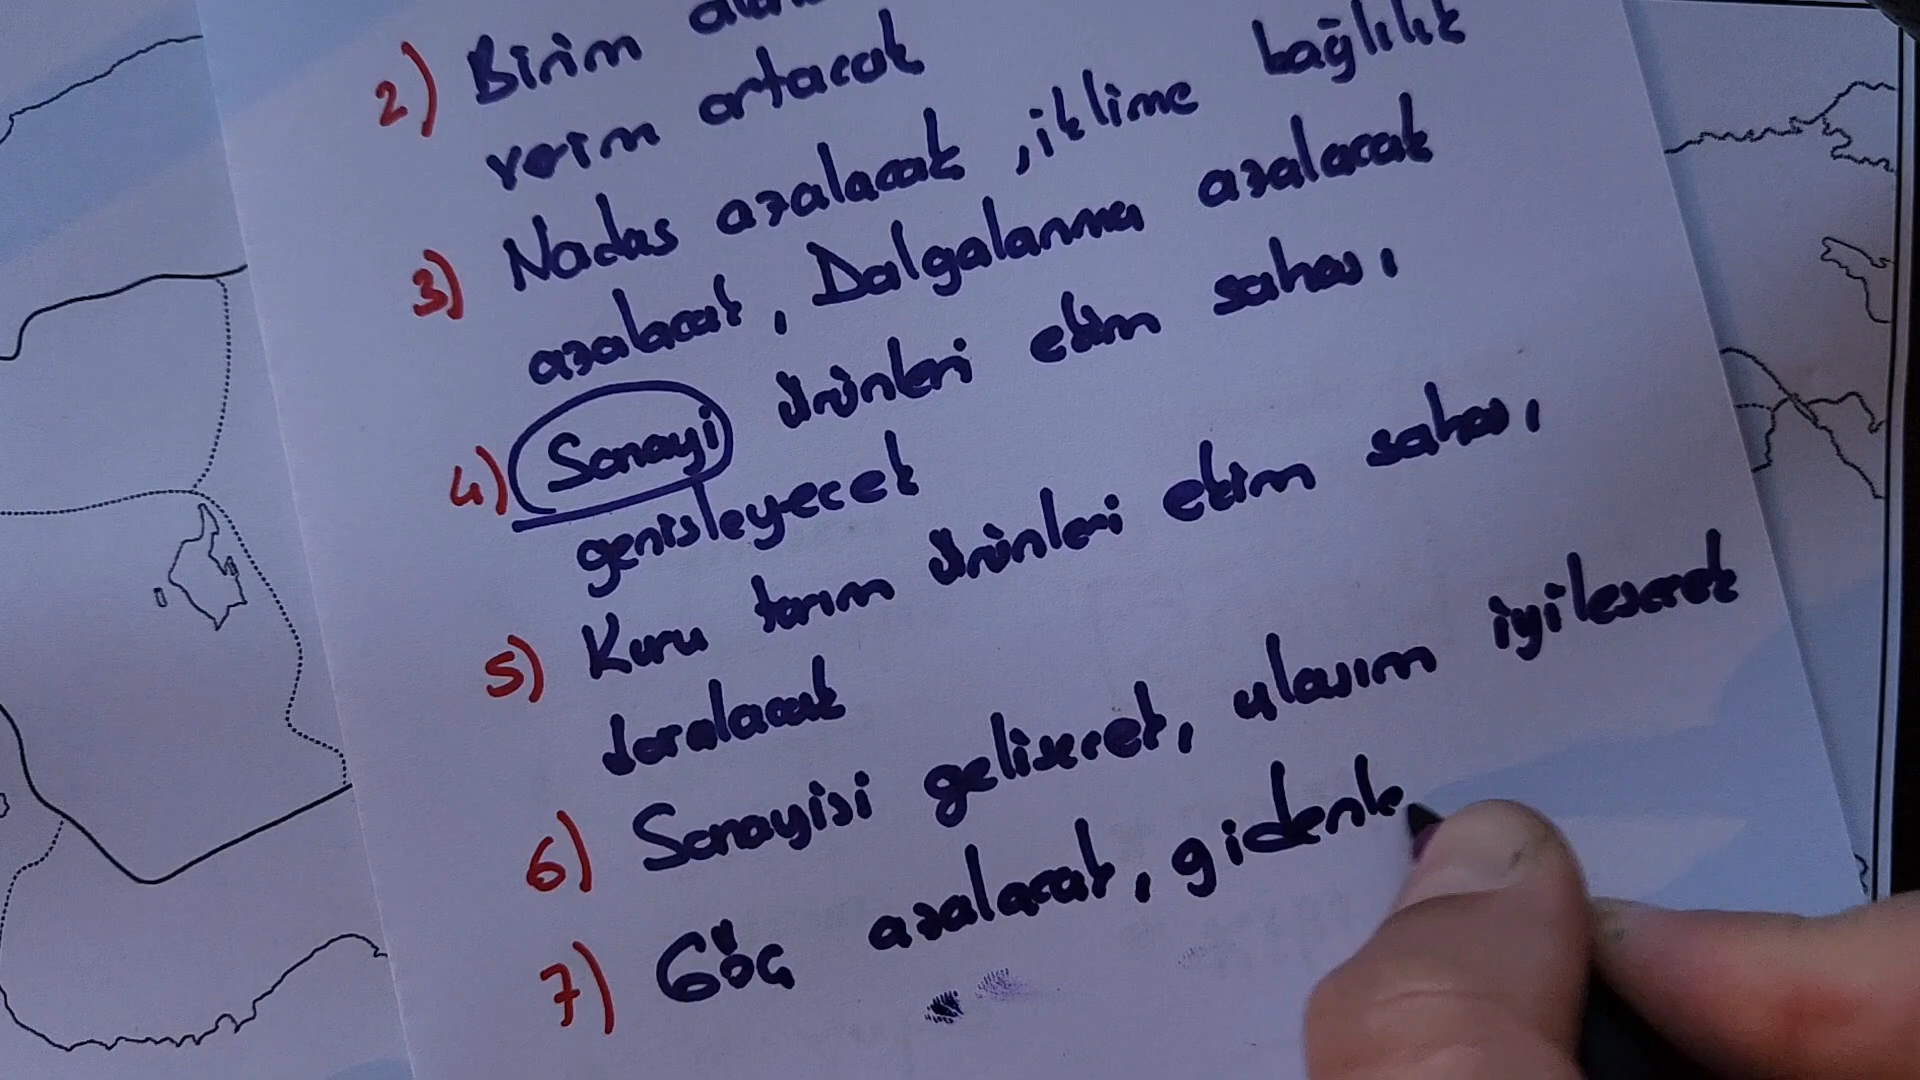 2) Birim
verim artacak
3) Nadas azalacak, iklime bağlılık
azalacak, Dalgalanma azalacak
4) Sanayi ürünleri ekim sahası
genişleyecek
5) Kuru tarım ürünleri ekim sahası
daralacak
6) Sanayisi gelişecek, ulaşım iyileşecek
7) Göç azalacak, gidenle